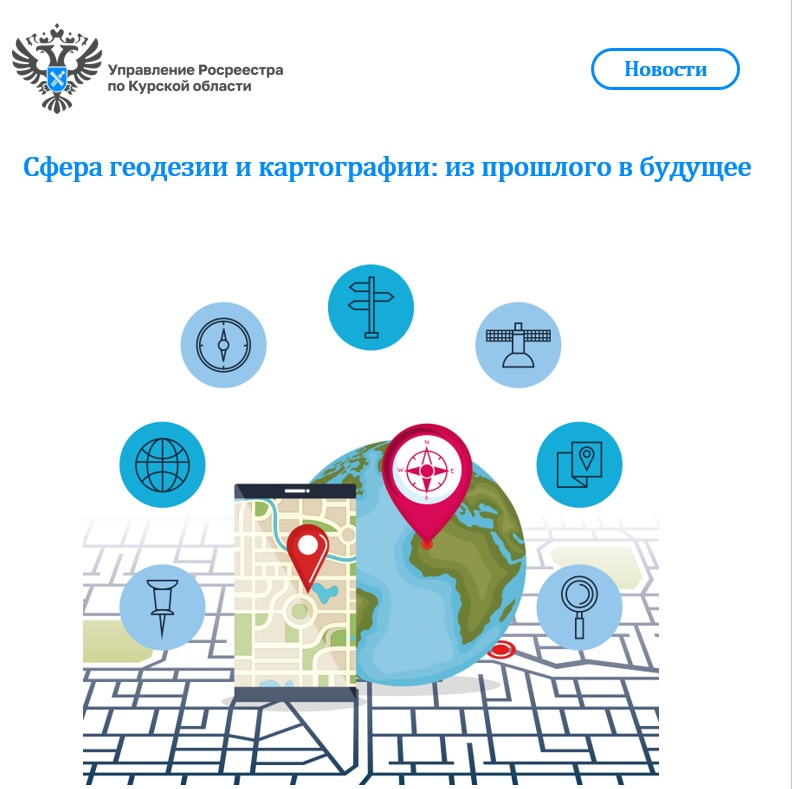 Управление Росреестра
по Курской области
Новости
Сфера геодезии и картографии: из прошлого в будущее
N
W E
S